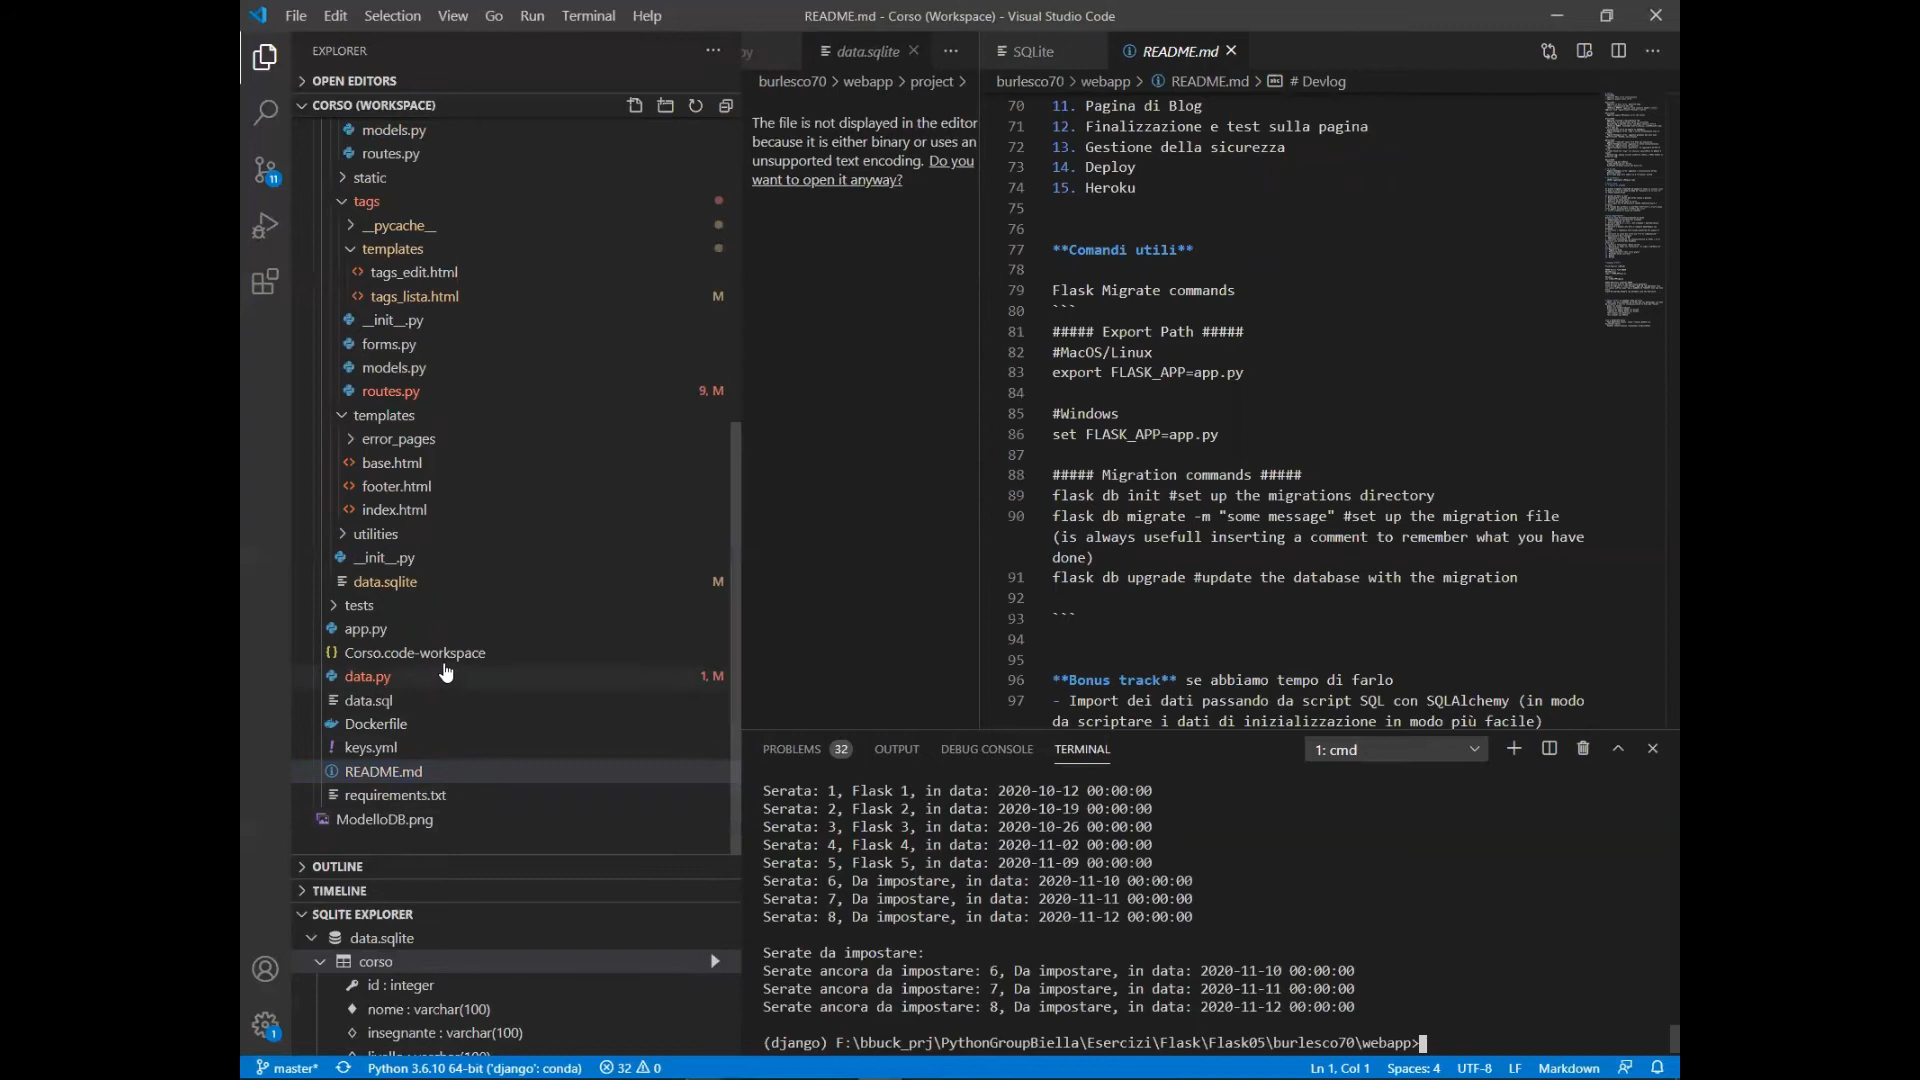 File Edit Selection View Go Run Terminal Help
README.md - Corso (Workspace) - Visual Studio Code
EXPLORER
OPEN EDITORS
CORSO (WORKSPACE)
models.py
routes.py
static
tags
__pycache__
templates
tags_edit.html
tags_lista.html M
__init__.py
forms.py
models.py
routes.py 9, M
templates
error_pages
base.html
footer.html
index.html
utilities
__init__.py
data.sqlite M
tests
app.py
Corso.code-workspace
data.py 1, M
data.sql
Dockerfile
keys.yml
README.md
requirements.txt
ModelloDB.png
OUTLINE
TIMELINE
SQLITE EXPLORER
data.sqlite
corso
id : integer
nome : varchar(100)
insegnante : varchar(100)
11
1
data.sqlite
burlesco70 > webapp > project >
The file is not displayed in the editor
because it is either binary or uses an
unsupported text encoding. Do you
want to open it anyway?
SQLite README.md
burlesco70 > webapp > README.md > # Devlog
70 11. Pagina di Blog
71 12. Finalizzazione e test sulla pagina
72 13. Gestione della sicurezza
73 14. Deploy
74 15. Heroku
75
76
77 **Comandi utili**
78
79 Flask Migrate commands
80 ```
81 ##### Export Path #####
82 #MacOS/Linux
83 export FLASK_APP=app.py
84
85 #Windows
86 set FLASK_APP=app.py
87
88 ##### Migration commands #####
89 flask db init #set up the migrations directory
90 flask db migrate -m "some message" #set up the migration file
(is always usefull inserting a comment to remember what you have
done)
91 flask db upgrade #update the database with the migration
92
93 ```
94
95
96 **Bonus track** se abbiamo tempo di farlo
97 - Import dei dati passando da script SQL con SQLAlchemy (in modo
da scriptare i dati di inizializzazione in modo più facile)
PROBLEMS 32 OUTPUT DEBUG CONSOLE TERMINAL 1: cmd
Serata: 1, Flask 1, in data: 2020-10-12 00:00:00
Serata: 2, Flask 2, in data: 2020-10-19 00:00:00
Serata: 3, Flask 3, in data: 2020-10-26 00:00:00
Serata: 4, Flask 4, in data: 2020-11-02 00:00:00
Serata: 5, Flask 5, in data: 2020-11-09 00:00:00
Serata: 6, Da impostare, in data: 2020-11-10 00:00:00
Serata: 7, Da impostare, in data: 2020-11-11 00:00:00
Serata: 8, Da impostare, in data: 2020-11-12 00:00:00
Serate da impostare:
Serate ancora da impostare: 6, Da impostare, in data: 2020-11-10 00:00:00
Serate ancora da impostare: 7, Da impostare, in data: 2020-11-11 00:00:00
Serate ancora da impostare: 8, Da impostare, in data: 2020-11-12 00:00:00
(django) F:\bbuck_prj\PythonGroupBiella\Esercizi\Flask\Flask05\burlesco70\webapp>
master* Python 3.6.10 64-bit ('django': conda) 32 0 Ln 1, Col 1 Spaces: 4 UTF-8 LF Markdown